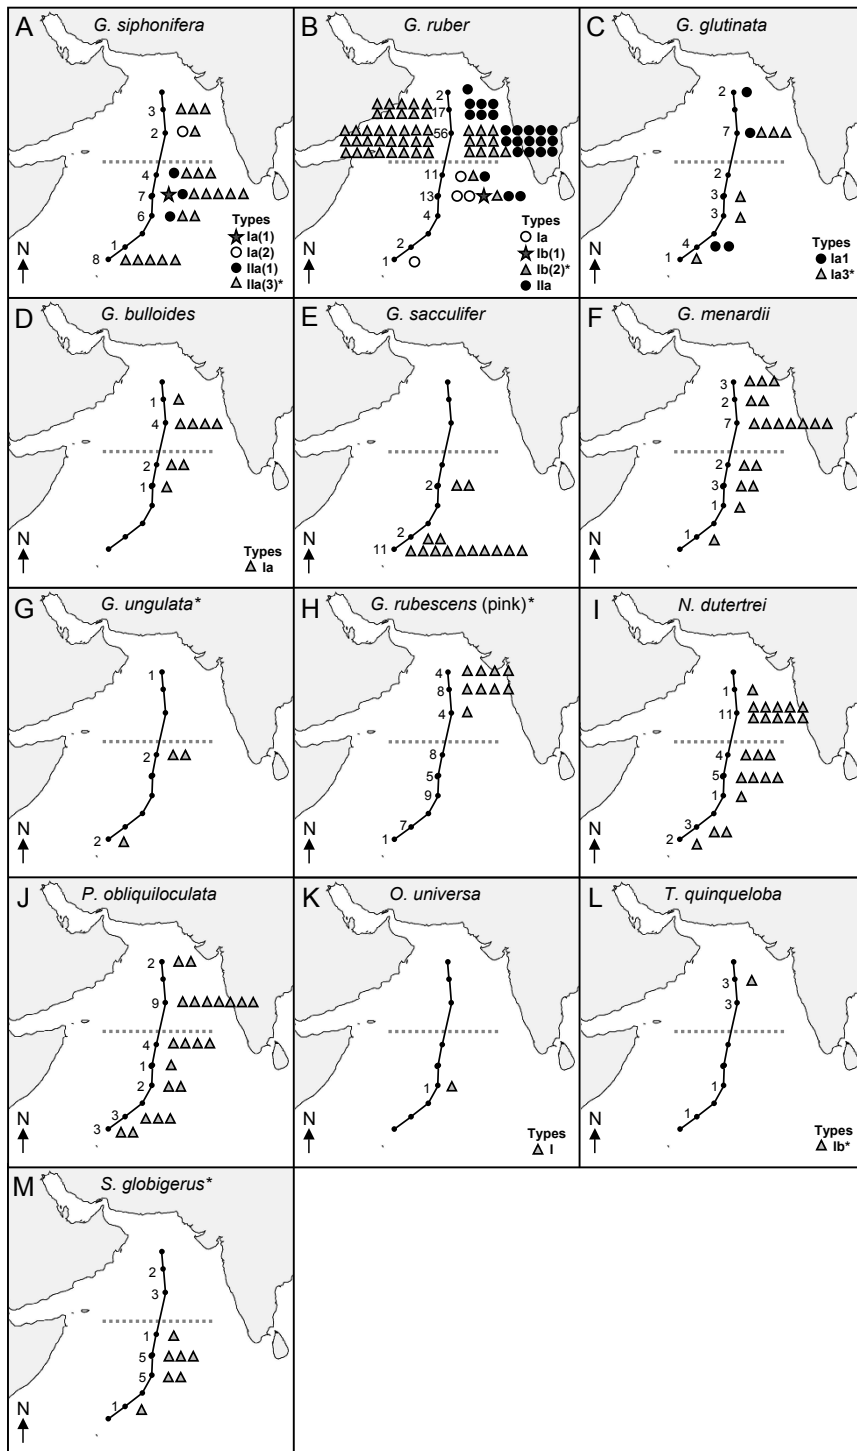 A G. siphonifera
3
2
4
7
6
1
8
N
Types
Ia(1)
Ia(2)
IIa(1)
IIa(3)*
B G. ruber
2
17
56
11
13
4
2
1
N
Types
Ia
Ib(1)
Ib(2)*
IIa
C G. glutinata
2
7
2
3
3
4
1
N
Types
Ia1
Ia3*
D G. bulloides
1
4
2
1
N
Types
Ia
E G. sacculifer
2
2
11
N
F G. menardii
3
2
7
2
3
1
1
N
G G. ungulata*
1
2
2
N
H G. rubescens (pink)*
4
8
4
8
5
9
7
1
N
I N. dutertrei
1
11
4
5
1
3
2
N
J P. obliquiloculata
2
9
4
1
2
3
3
N
K O. universa
1
N
Types
I
L T. quinqueloba
3
3
1
1
N
Types
Ib*
M S. globigerus*
2
3
1
5
5
1
N